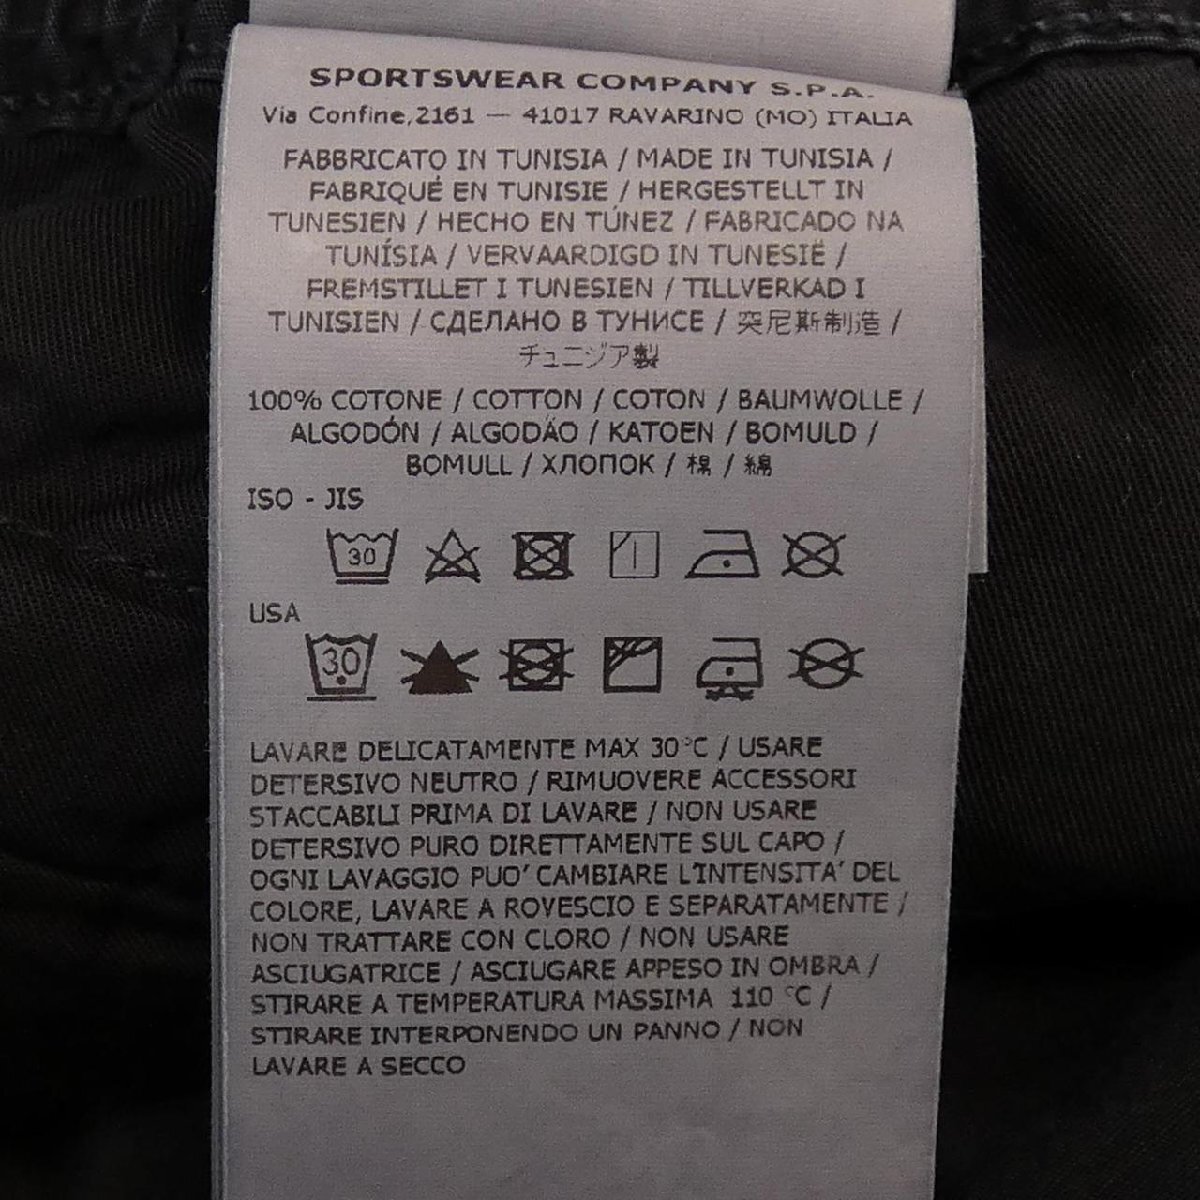 SPORTSWEAR COMPANY S.P.A.
Via Confine,2161 — 41017 RAVARINO (MO) ITALIA
FABBRICATO IN TUNISIA / MADE IN TUNISIA /
FABRIQUÉ EN TUNISIE / HERGESTELLT IN
TUNESIEN / HECHO EN TÚNEZ / FABRICADO NA
TUNÍSIA / VERVAARDIGD IN TUNESIË /
FREMSTILLET I TUNESIEN / TILLVERKAD I
TUNISIEN / СДЕЛАНО В ТУНИСЕ / 突尼斯制造 /
チュニジア製
100% COTONE / COTTON / COTON / BAUMWOLLE /
ALGODÓN / ALGODÃO / KATOEN / BOMULD /
BOMULL / ХЛОПОК / 棉 / 綿
ISO - JIS
30
USA
30
LAVARE DELICATAMENTE MAX 30°C / USARE
DETERSIVO NEUTRO / RIMUOVERE ACCESSORI
STACCABILI PRIMA DI LAVARE / NON USARE
DETERSIVO PURO DIRETTAMENTE SUL CAPO /
OGNI LAVAGGIO PUO' CAMBIARE L'INTENSITA' DEL
COLORE, LAVARE A ROVESCIO E SEPARATAMENTE /
NON TRATTARE CON CLORO / NON USARE
ASCIUGATRICE / ASCIUGARE APPESO IN OMBRA /
STIRARE A TEMPERATURA MASSIMA 110 °C /
STIRARE INTERPONENDO UN PANNO / NON
LAVARE A SECCO